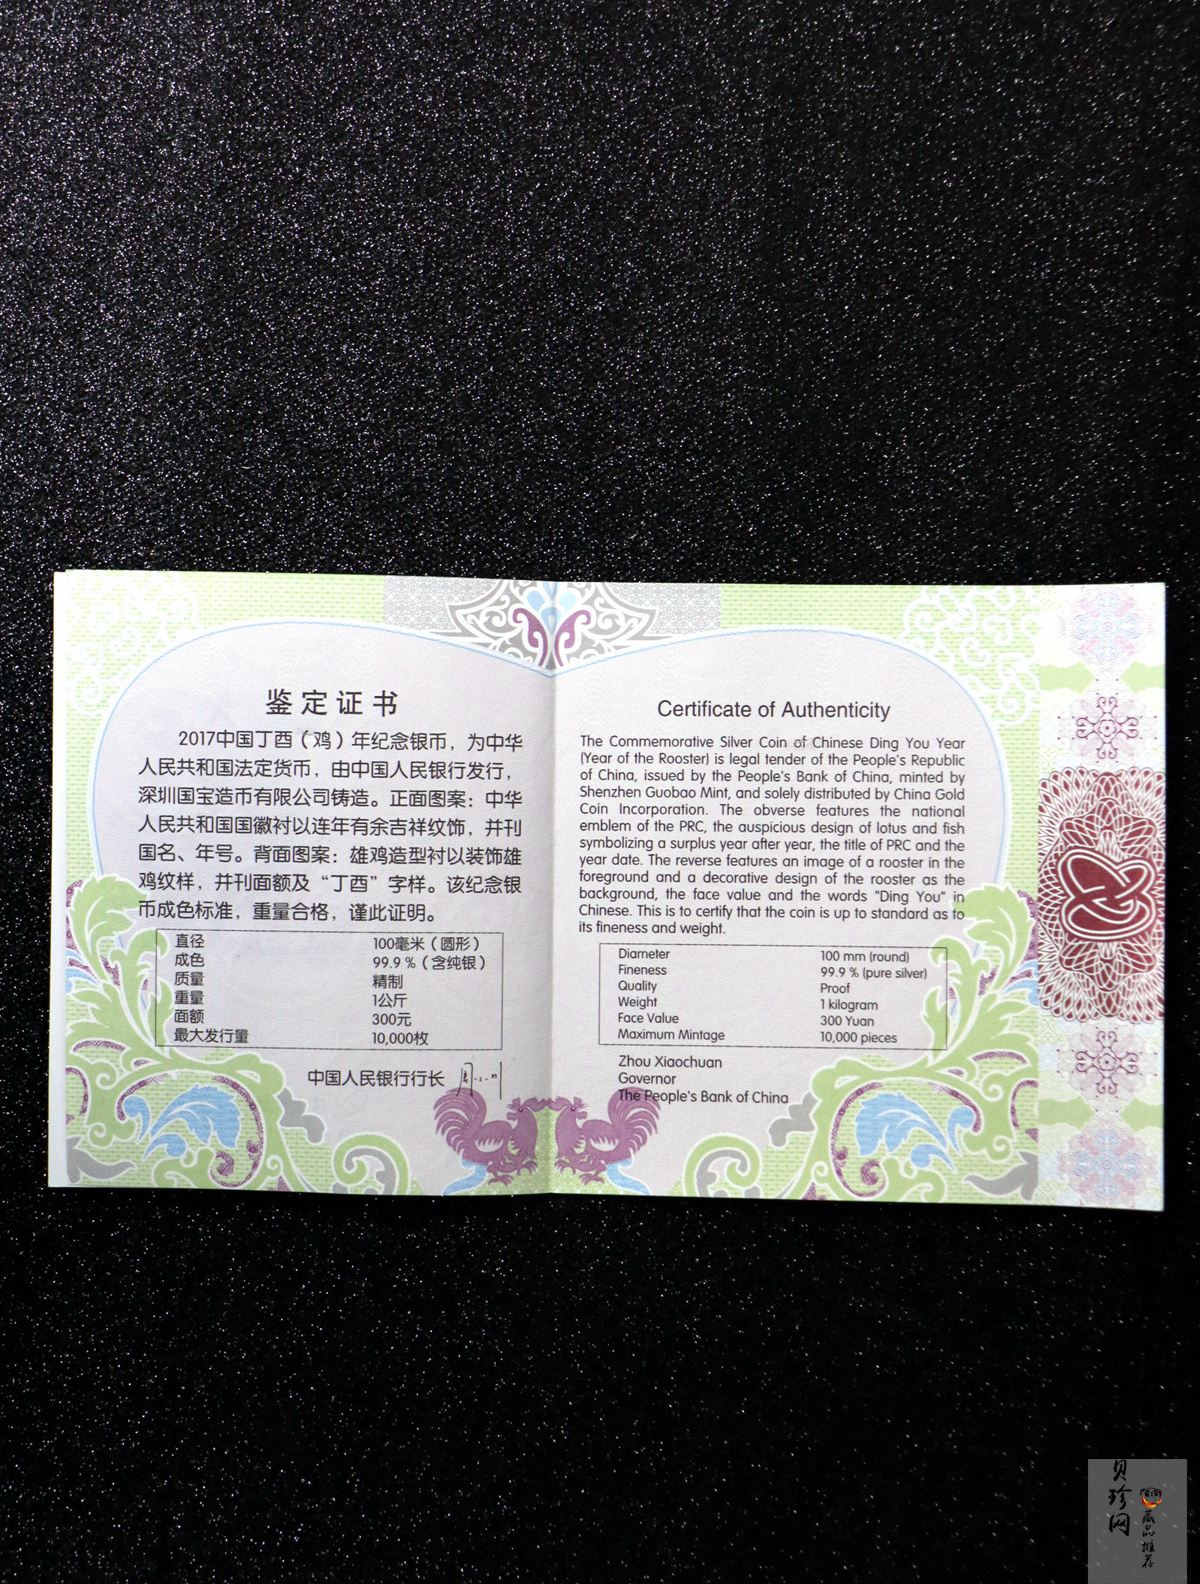 鉴定证书
2017中国丁酉（鸡）年纪念银币，为中华
人民共和国法定货币，由中国人民银行发行，
深圳国宝造币有限公司铸造。正面图案：中华
人民共和国国徽衬以连年有余吉祥纹饰，并刊
国名、年号。背面图案：雄鸡造型衬以装饰雄
鸡纹样，并刊面额及“丁酉”字样。该纪念银
币成色标准，重量合格，谨此证明。
直径 100毫米（圆形）
成色 99.9％（含纯银）
质量 精制
重量 1公斤
面额 300元
最大发行量 10,000枚
中国人民银行行长
Certificate of Authenticity
The Commemorative Silver Coin of Chinese Ding You Year
(Year of the Rooster) is legal tender of the People's Republic
of China, issued by the People's Bank of China, minted by
Shenzhen Guobao Mint, and solely distributed by China Gold
Coin Incorporation. The obverse features the national
emblem of the PRC, the auspicious design of lotus and fish
symbolizing a surplus year after year, the title of PRC and the
year date. The reverse features an image of a rooster in the
foreground and a decorative design of the rooster as the
background, the face value and the words "Ding You" in
Chinese. This is to certify that the coin is up to standard as to
its fineness and weight.
Diameter 100 mm (round)
Fineness 99.9 % (pure silver)
Quality Proof
Weight 1 kilogram
Face Value 300 Yuan
Maximum Mintage 10,000 pieces
Zhou Xiaochuan
Governor
The People's Bank of China
贝珍网
藏品推荐